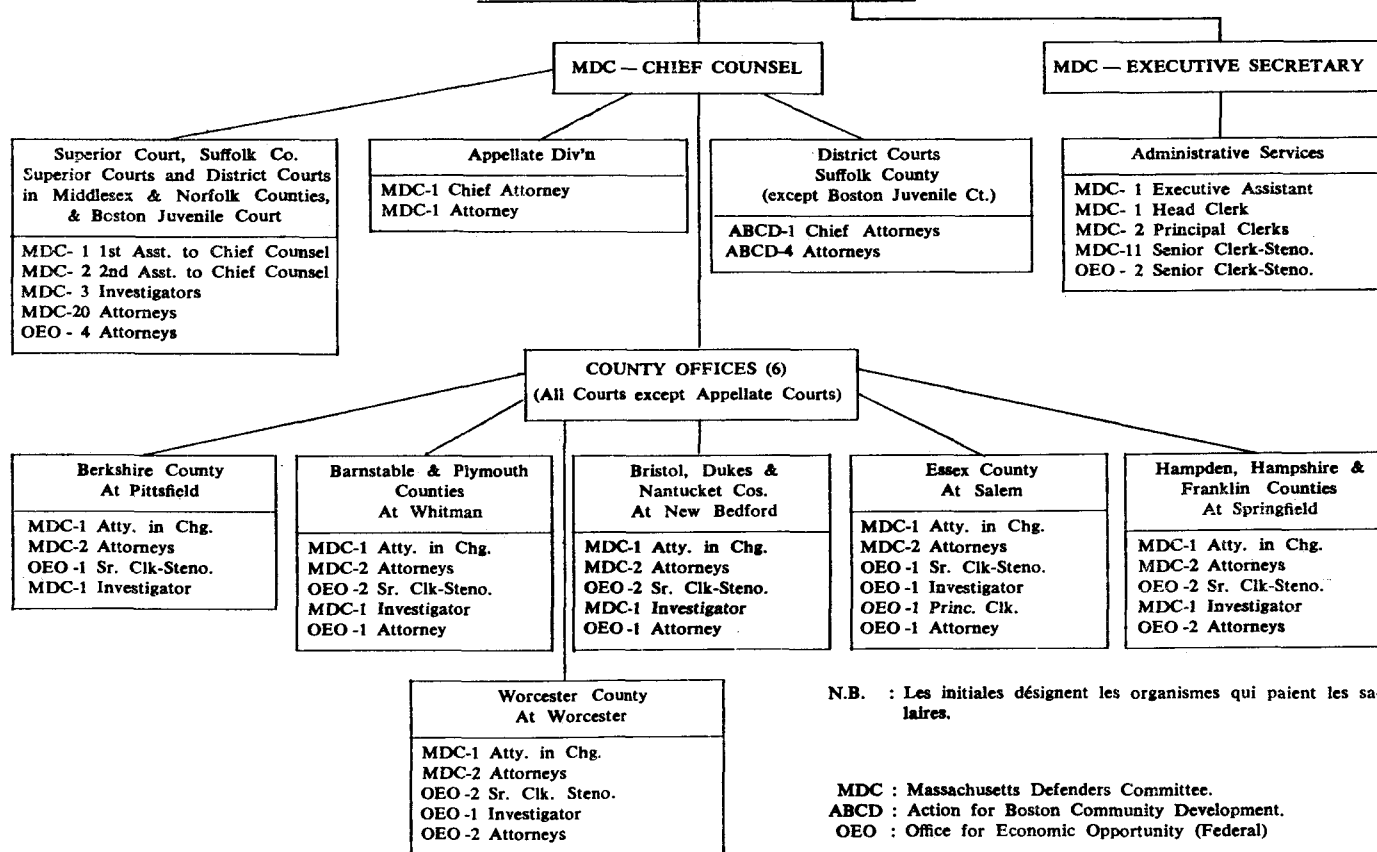 MDC — CHIEF COUNSEL
MDC — EXECUTIVE SECRETARY
Superior Court, Suffolk Co.
Superior Courts and District Courts
in Middlesex & Norfolk Counties,
& Boston Juvenile Court
MDC- 1 1st Asst. to Chief Counsel
MDC- 2 2nd Asst. to Chief Counsel
MDC- 3 Investigators
MDC-20 Attorneys
OEO - 4 Attorneys
Appellate Div'n
MDC-1 Chief Attorney
MDC-1 Attorney
District Courts
Suffolk County
(except Boston Juvenile Ct.)
ABCD-1 Chief Attorneys
ABCD-4 Attorneys
Administrative Services
MDC- 1 Executive Assistant
MDC- 1 Head Clerk
MDC- 2 Principal Clerks
MDC-11 Senior Clerk-Steno.
OEO - 2 Senior Clerk-Steno.
COUNTY OFFICES (6)
(All Courts except Appellate Courts)
Berkshire County
At Pittsfield
MDC-1 Atty. in Chg.
MDC-2 Attorneys
OEO -1 Sr. Clk-Steno.
MDC-1 Investigator
Barnstable & Plymouth
Counties
At Whitman
MDC-1 Atty. in Chg.
MDC-2 Attorneys
OEO -2 Sr. Clk-Steno.
MDC-1 Investigator
OEO -1 Attorney
Bristol, Dukes &
Nantucket Cos.
At New Bedford
MDC-1 Atty. in Chg.
MDC-2 Attorneys
OEO -2 Sr. Clk-Steno.
MDC-1 Investigator
OEO -1 Attorney
Essex County
At Salem
MDC-1 Atty. in Chg.
MDC-2 Attorneys
OEO -1 Sr. Clk-Steno.
OEO -1 Investigator
OEO -1 Princ. Clk.
OEO -1 Attorney
Hampden, Hampshire &
Franklin Counties
At Springfield
MDC-1 Atty. in Chg.
MDC-2 Attorneys
OEO -2 Sr. Clk-Steno.
MDC-1 Investigator
OEO -2 Attorneys
Worcester County
At Worcester
MDC-1 Atty. in Chg.
MDC-2 Attorneys
OEO -2 Sr. Clk. Steno.
OEO -1 Investigator
OEO -2 Attorneys
N.B. : Les initiales désignent les organismes qui paient les sa-
laires.
MDC : Massachusetts Defenders Committee.
ABCD : Action for Boston Community Development.
OEO : Office for Economic Opportunity (Federal)